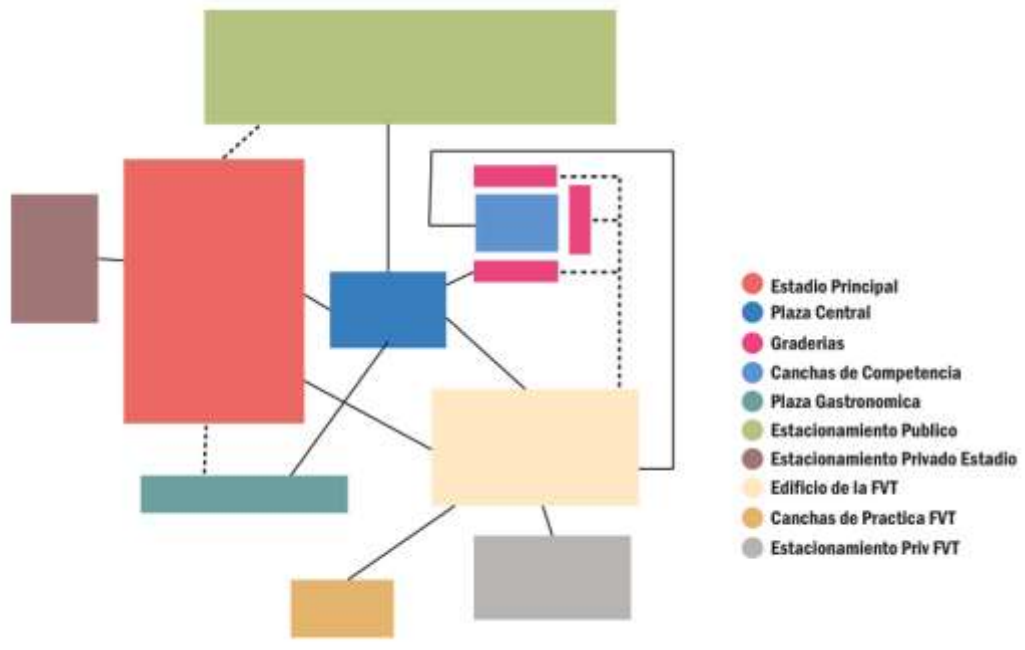 Estadio Principal
Plaza Central
Graderias
Canchas de Competencia
Plaza Gastronomica
Estacionamiento Publico
Estacionamiento Privado Estadio
Edificio de la FVT
Canchas de Practica FVT
Estacionamiento Priv FVT